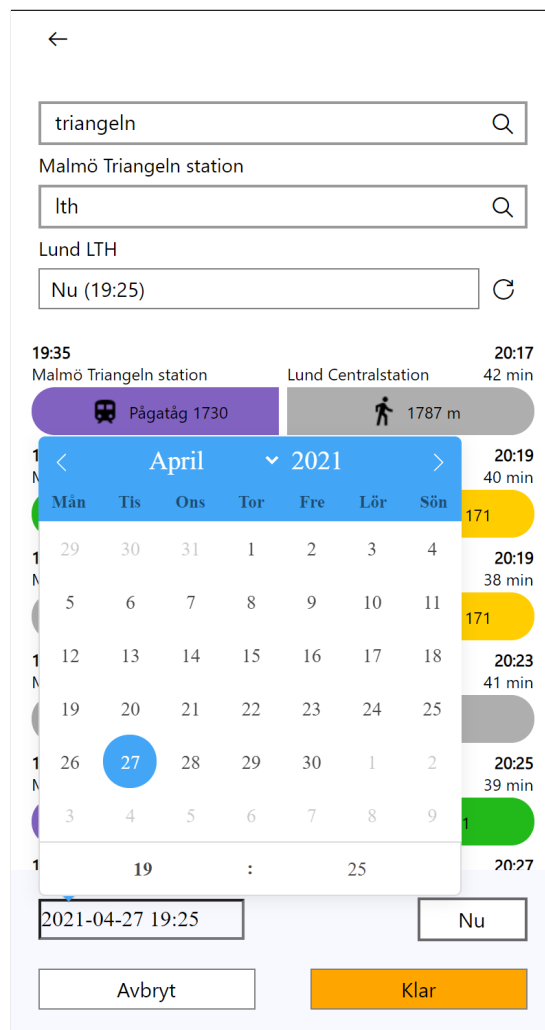 triangeln
Malmö Triangeln station
lth
Lund LTH
Nu (19:25)
19:35 20:17
Malmö Triangeln station Lund Centralstation 42 min
Pågatåg 1730 1787 m
20:19
40 min
171
20:19
38 min
171
20:23
41 min
20:25
39 min
1
20:27
April 2021
Mån Tis Ons Tor Fre Lör Sön
29 30 31 1 2 3 4
5 6 7 8 9 10 11
12 13 14 15 16 17 18
19 20 21 22 23 24 25
26 27 28 29 30 1 2
3 4 5 6 7 8 9
19 : 25
2021-04-27 19:25 Nu
Avbryt Klar